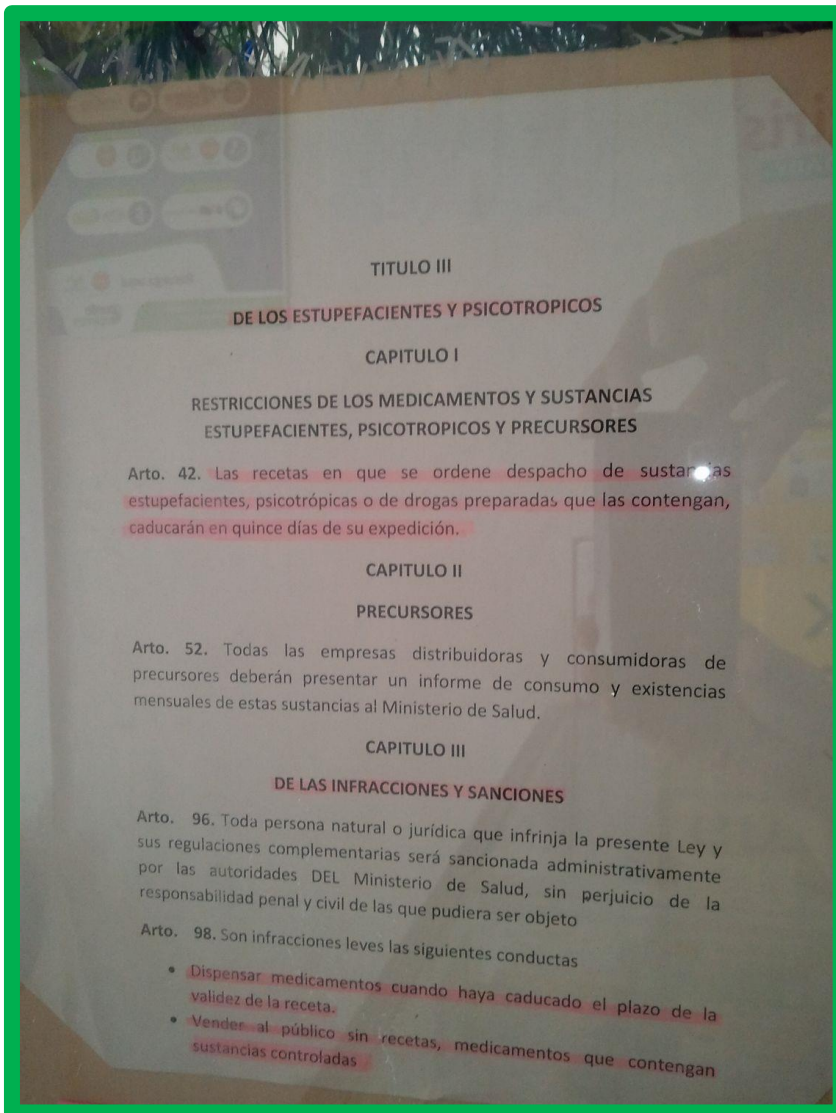 TITULO III
DE LOS ESTUPEFACIENTES Y PSICOTROPICOS
CAPITULO I
RESTRICCIONES DE LOS MEDICAMENTOS Y SUSTANCIAS
ESTUPEFACIENTES, PSICOTROPICOS Y PRECURSORES
Arto. 42. Las recetas en que se ordene despacho de sustancias
estupefacientes, psicotrópicas o de drogas preparadas que las contengan,
caducarán en quince días de su expedición.
CAPITULO II
PRECURSORES
Arto. 52. Todas las empresas distribuidoras y consumidoras de
precursores deberán presentar un informe de consumo y existencias
mensuales de estas sustancias al Ministerio de Salud.
CAPITULO III
DE LAS INFRACCIONES Y SANCIONES
Arto. 96. Toda persona natural o jurídica que infrinja la presente Ley y
sus regulaciones complementarias será sancionada administrativamente
por las autoridades DEL Ministerio de Salud, sin perjuicio de la
responsabilidad penal y civil de las que pudiera ser objeto
Arto. 98. Son infracciones leves las siguientes conductas
• Dispensar medicamentos cuando haya caducado el plazo de la
validez de la receta.
• Vender al público sin recetas, medicamentos que contengan
sustancias controladas